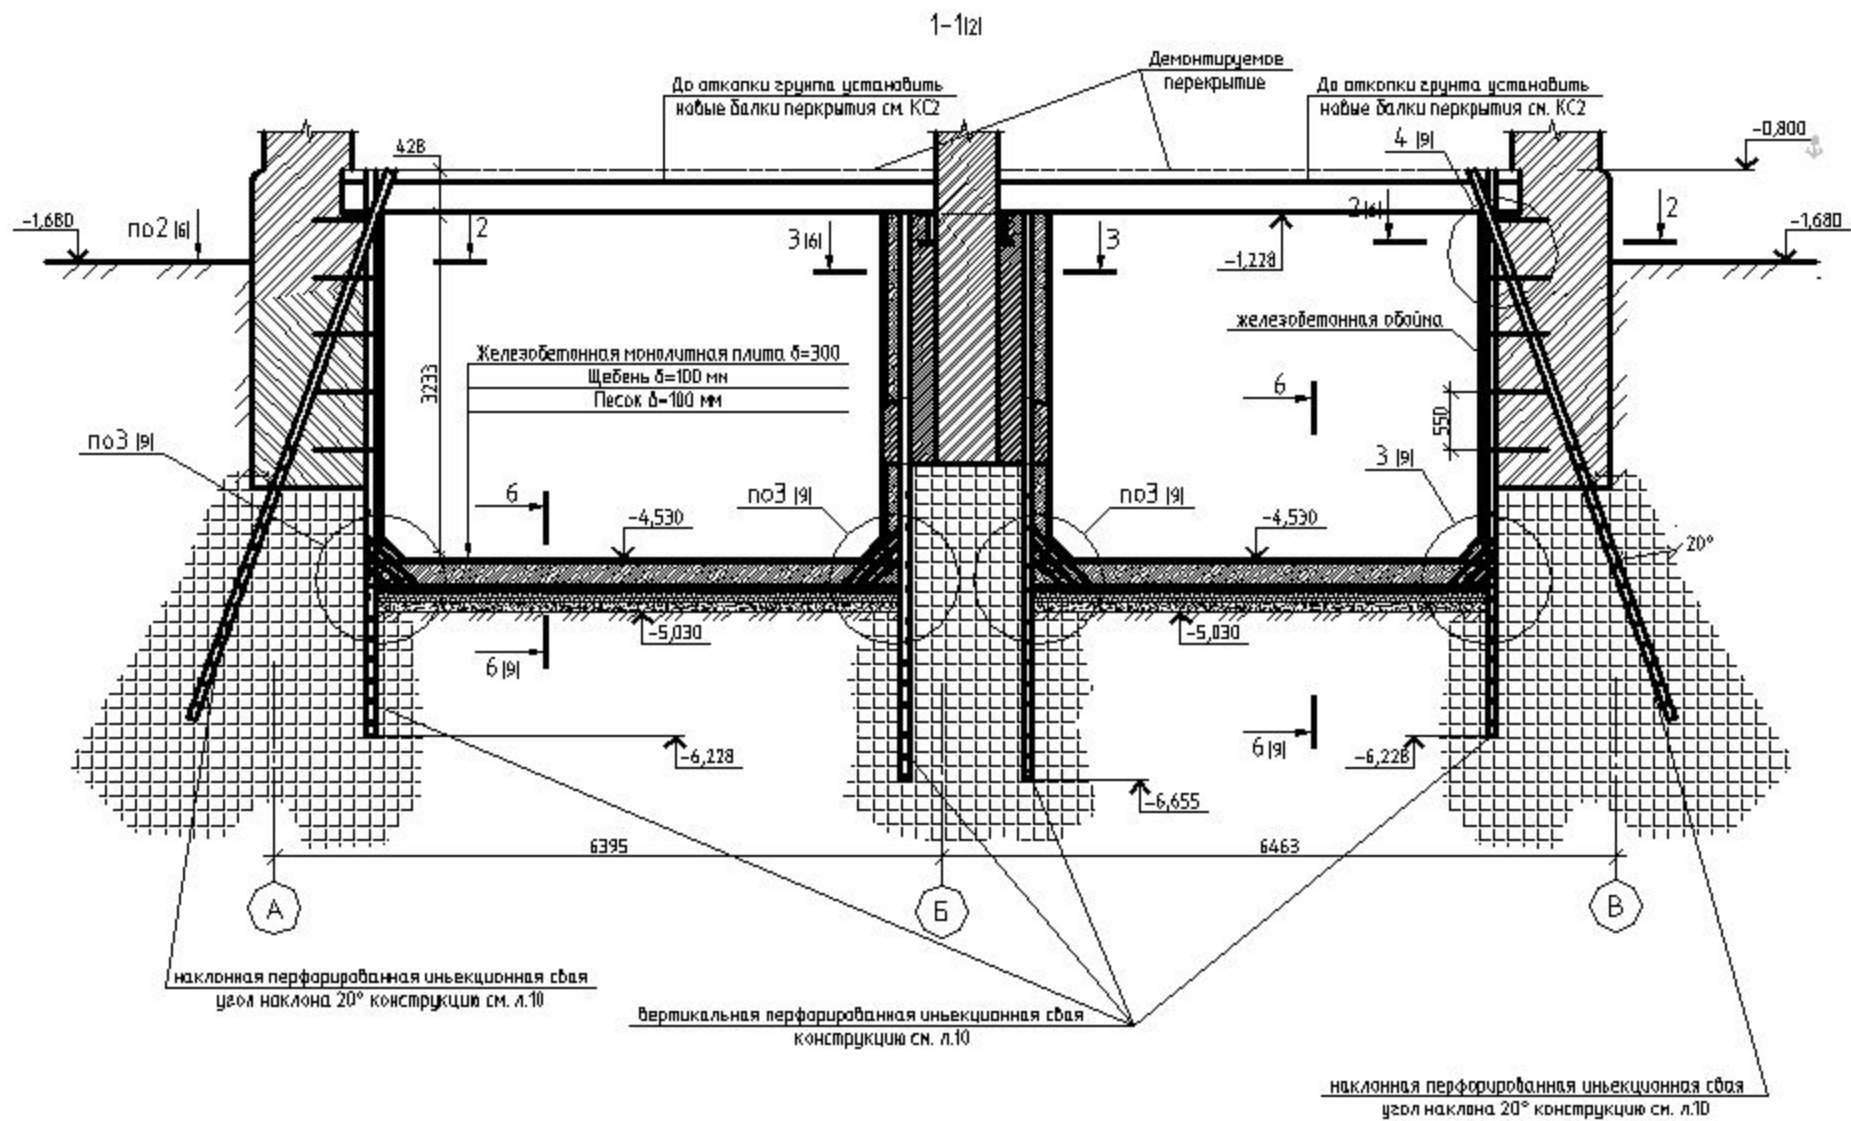 1-1|2|
Демонтируемое
перекрытие
До откопки грунта установить
новые балки перкрытия см. КС2
До откопки грунта установить
новые балки перкрытия см. КС2
4 |9|
-0,800
428
-1,680
по2 |6|
2
3|6|
3
-1,228
2|6|
2
-1,680
железобетонная обойма
3233
Железобетонная монолитная плита δ=300
Щебень δ=100 мм
Песок δ=100 мм
6
550
по3 |9|
6
-4,530
по3 |9|
по3 |9|
-4,530
3 |9|
20°
-5,030
6|9|
-5,030
-6,228
6|9|
-6,228
-6,655
6395
6463
А
Б
В
наклонная перфорированная иньекционная свая
угол наклона 20° конструкцию см. л.10
вертикальная перфорированная иньекционная свая
конструкцию см. л.10
наклонная перфорированная иньекционная свая
угол наклона 20° конструкцию см. л.10